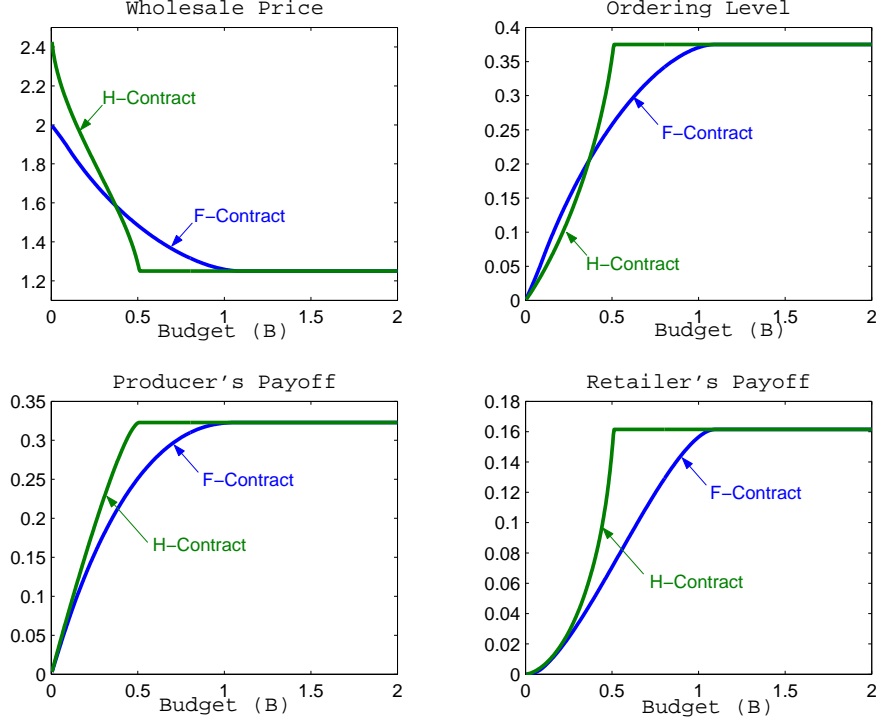 Wholesale Price
2.4
2.2
2
1.8
1.6
1.4
1.2
H−Contract
F−Contract
0 0.5 1 1.5 2
Budget (B)
Ordering Level
0.4
0.35
0.3
0.25
0.2
0.15
0.1
0.05
0
F−Contract
H−Contract
0 0.5 1 1.5 2
Budget (B)
Producer's Payoff
0.35
0.3
0.25
0.2
0.15
0.1
0.05
0
F−Contract
H−Contract
0 0.5 1 1.5 2
Budget (B)
Retailer's Payoff
0.18
0.16
0.14
0.12
0.1
0.08
0.06
0.04
0.02
0
F−Contract
H−Contract
0 0.5 1 1.5 2
Budget (B)